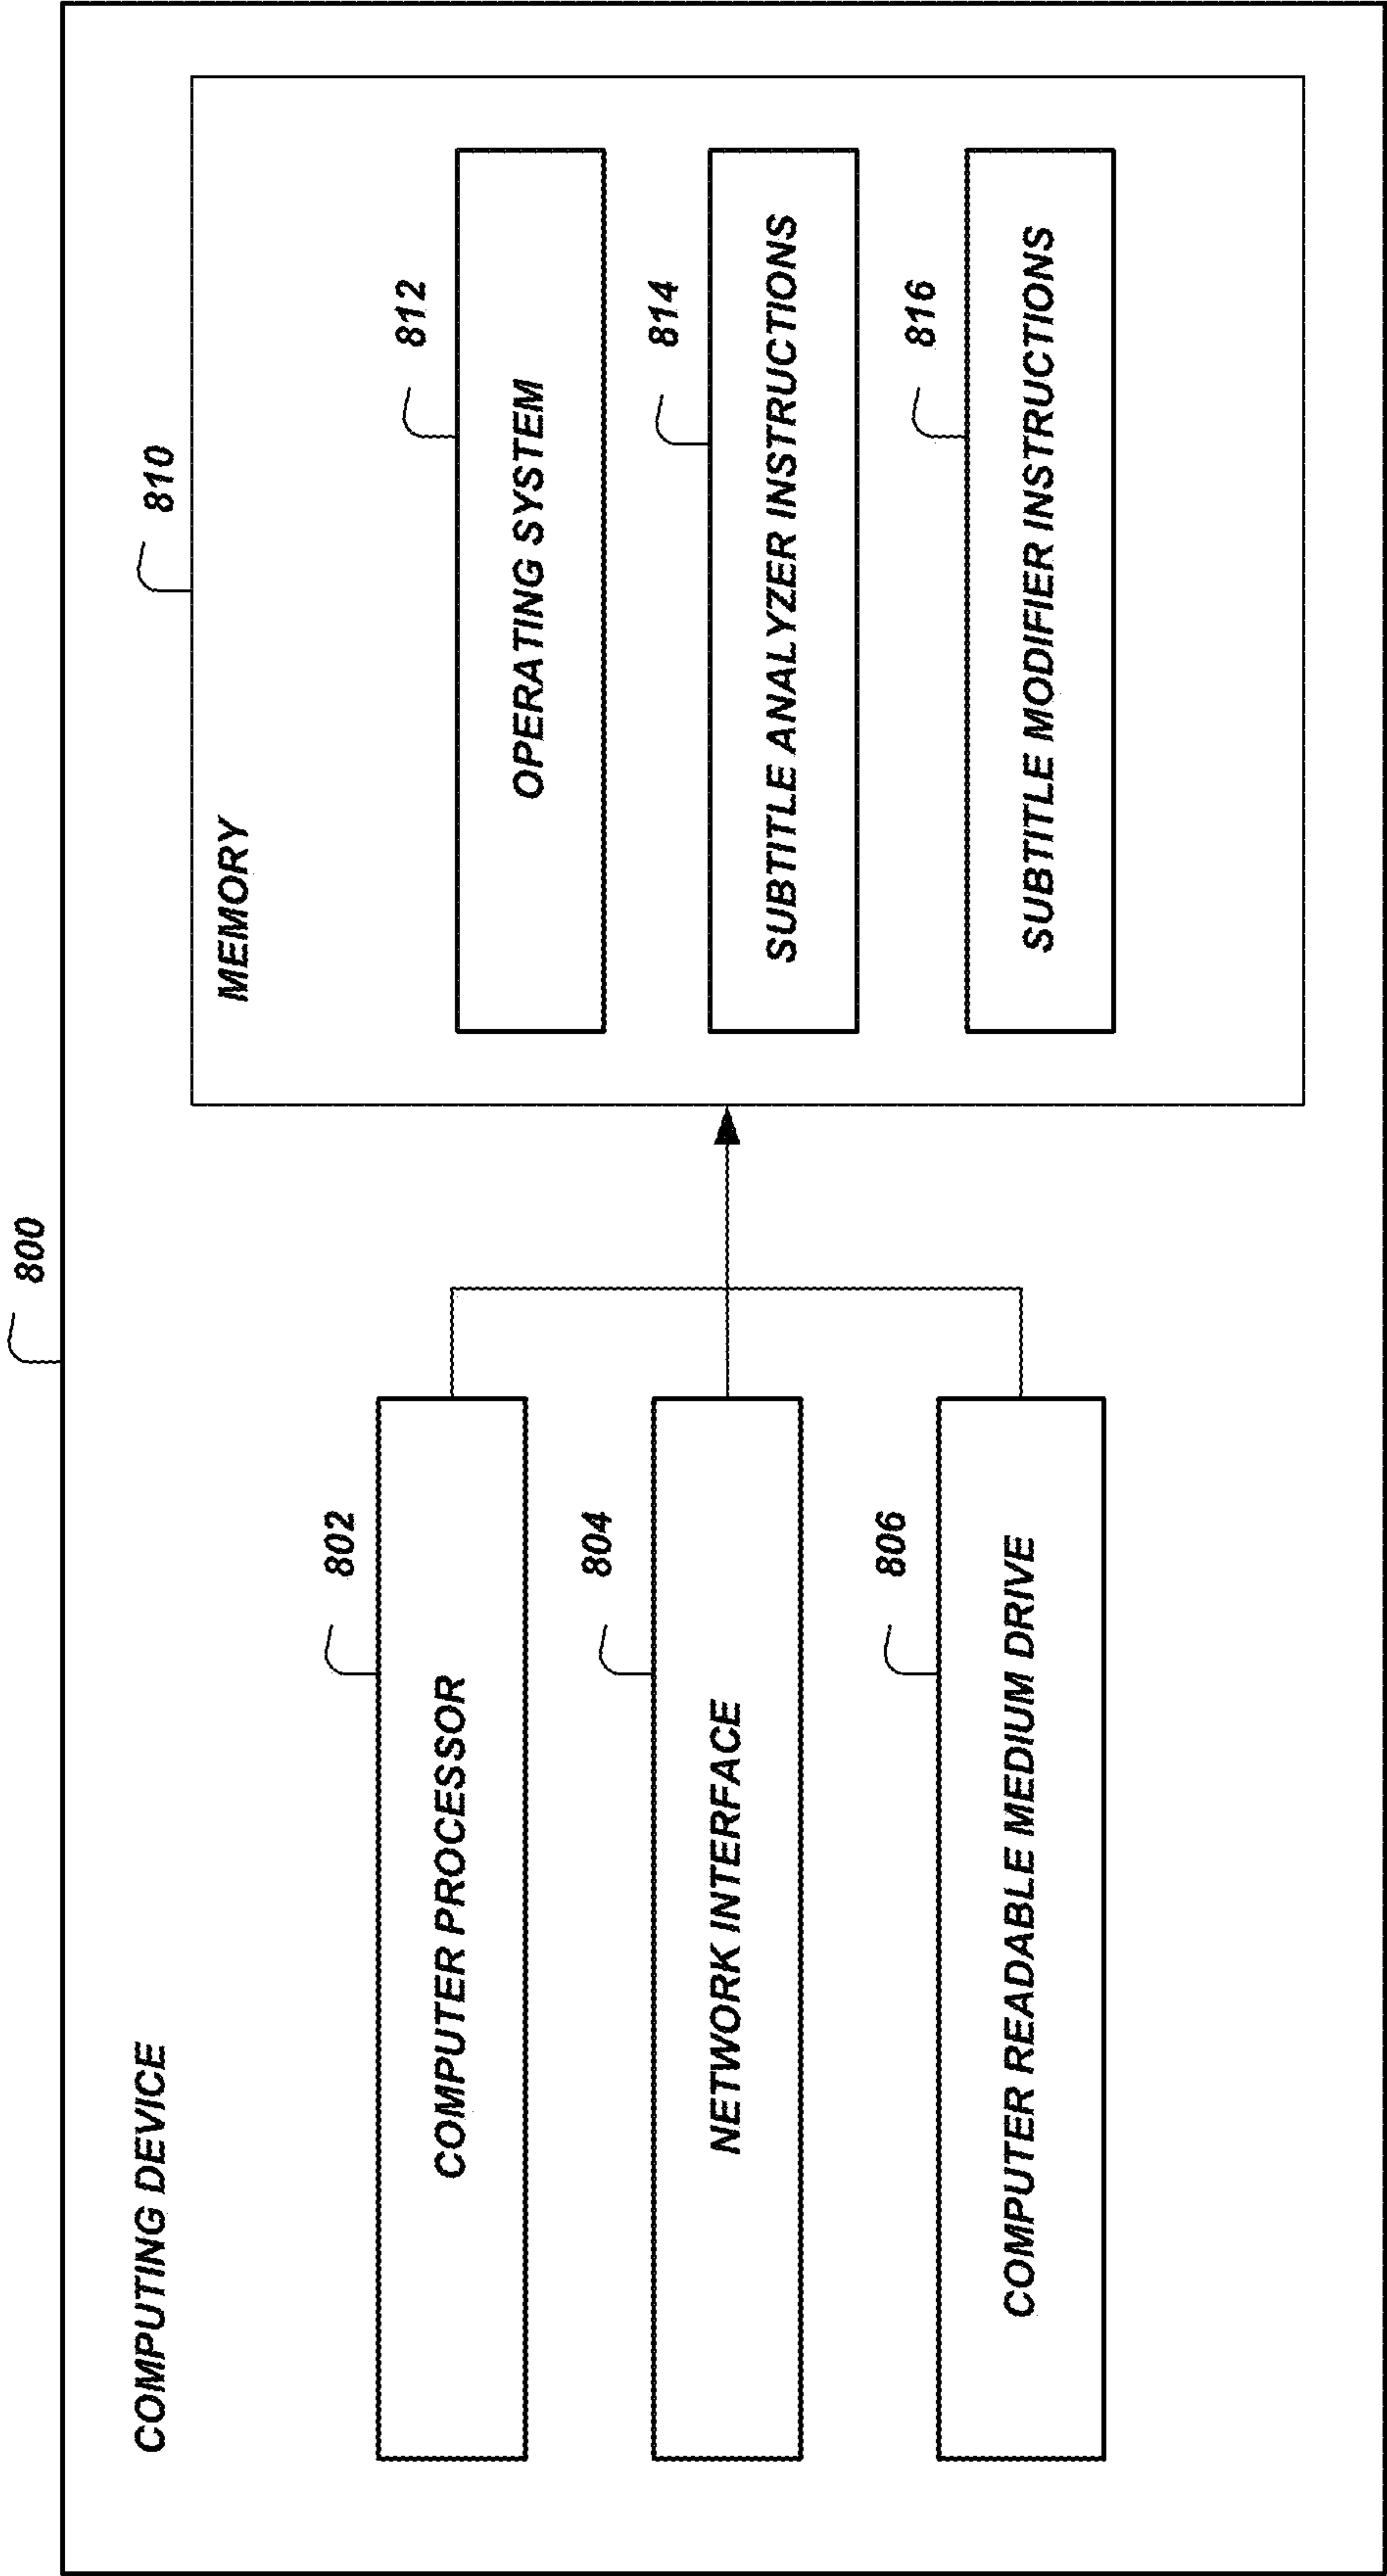 800
COMPUTING DEVICE
810
MEMORY
802
COMPUTER PROCESSOR
804
NETWORK INTERFACE
806
COMPUTER READABLE MEDIUM DRIVE
812
OPERATING SYSTEM
814
SUBTITLE ANALYZER INSTRUCTIONS
816
SUBTITLE MODIFIER INSTRUCTIONS